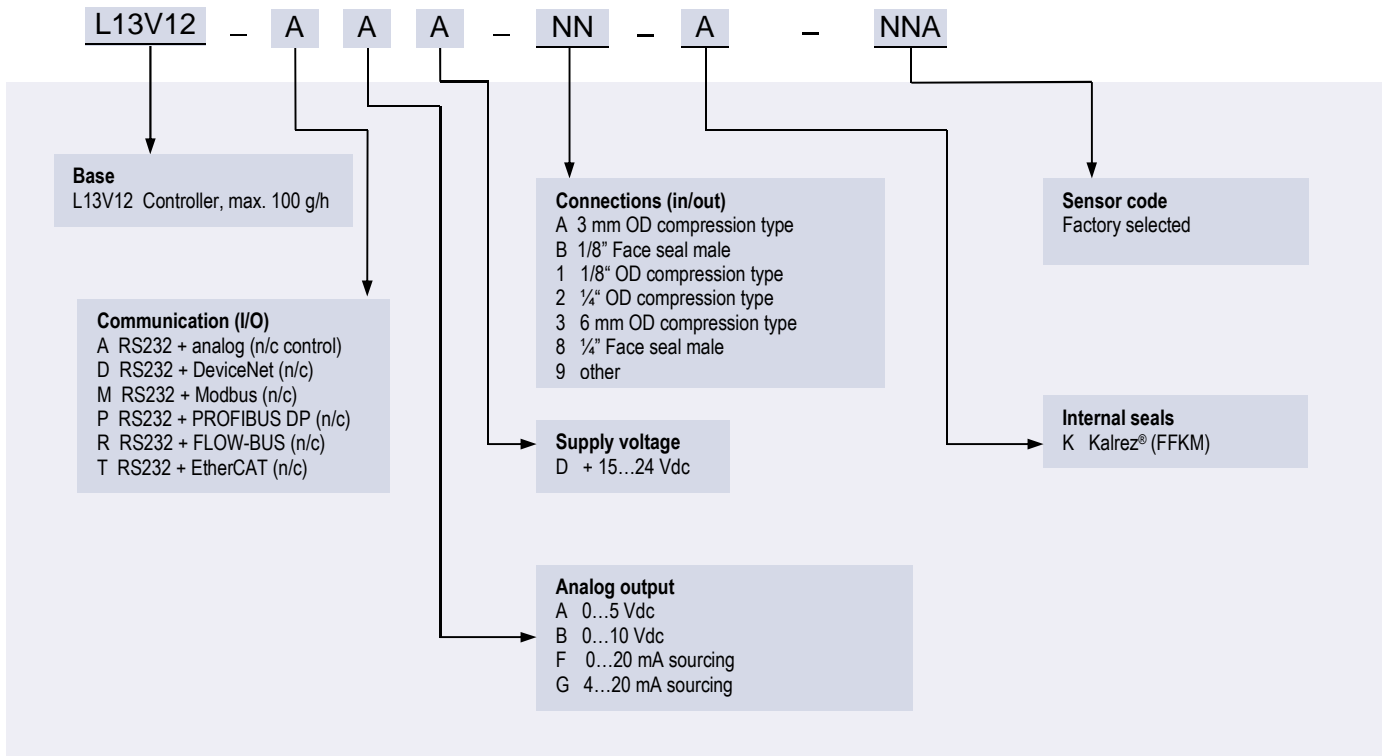 L13V12 – A A A – NN – A – NNA
Base
L13V12 Controller, max. 100 g/h
Communication (I/O)
A RS232 + analog (n/c control)
D RS232 + DeviceNet (n/c)
M RS232 + Modbus (n/c)
P RS232 + PROFIBUS DP (n/c)
R RS232 + FLOW-BUS (n/c)
T RS232 + EtherCAT (n/c)
Connections (in/out)
A 3 mm OD compression type
B 1/8” Face seal male
1 1/8“ OD compression type
2 ¼“ OD compression type
3 6 mm OD compression type
8 ¼” Face seal male
9 other
Supply voltage
D + 15…24 Vdc
Analog output
A 0…5 Vdc
B 0…10 Vdc
F 0…20 mA sourcing
G 4…20 mA sourcing
Sensor code
Factory selected
Internal seals
K Kalrez® (FFKM)